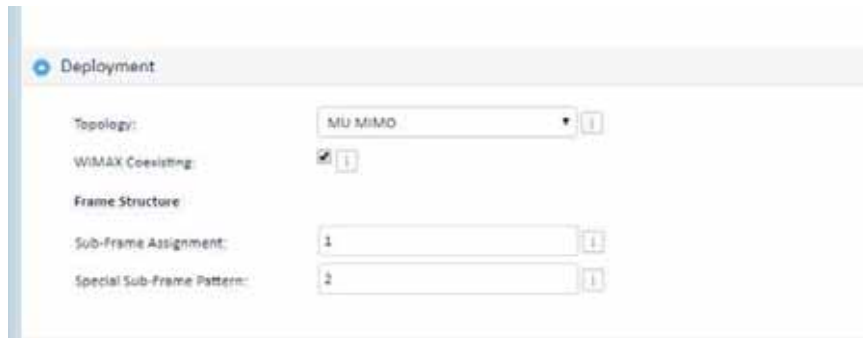 Deployment
Topology: MU MIMO
WiMAX Coexisting:
Frame Structure
Sub-Frame Assignment: 1
Special Sub-Frame Pattern: 2